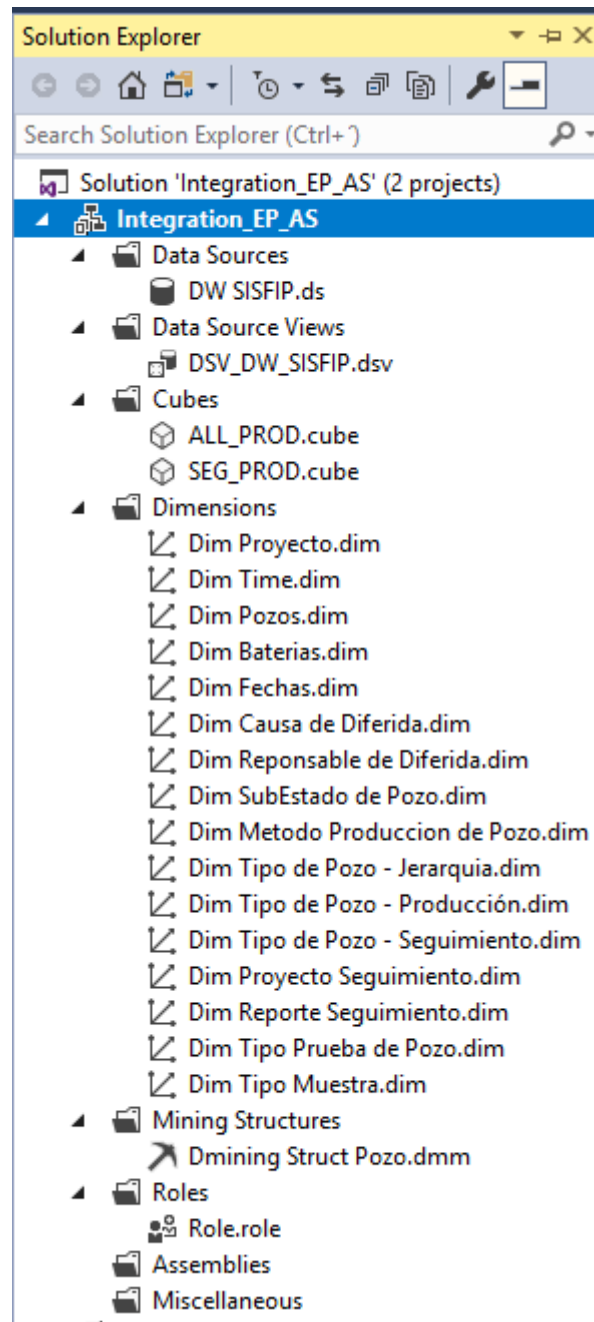 Solution Explorer
Search Solution Explorer (Ctrl+´)
Solution 'Integration_EP_AS' (2 projects)
Integration_EP_AS
Data Sources
DW SISFIP.ds
Data Source Views
DSV_DW_SISFIP.dsv
Cubes
ALL_PROD.cube
SEG_PROD.cube
Dimensions
Dim Proyecto.dim
Dim Time.dim
Dim Pozos.dim
Dim Baterias.dim
Dim Fechas.dim
Dim Causa de Diferida.dim
Dim Reponsable de Diferida.dim
Dim SubEstado de Pozo.dim
Dim Metodo Produccion de Pozo.dim
Dim Tipo de Pozo - Jerarquia.dim
Dim Tipo de Pozo - Producción.dim
Dim Tipo de Pozo - Seguimiento.dim
Dim Proyecto Seguimiento.dim
Dim Reporte Seguimiento.dim
Dim Tipo Prueba de Pozo.dim
Dim Tipo Muestra.dim
Mining Structures
Dmining Struct Pozo.dmm
Roles
Role.role
Assemblies
Miscellaneous